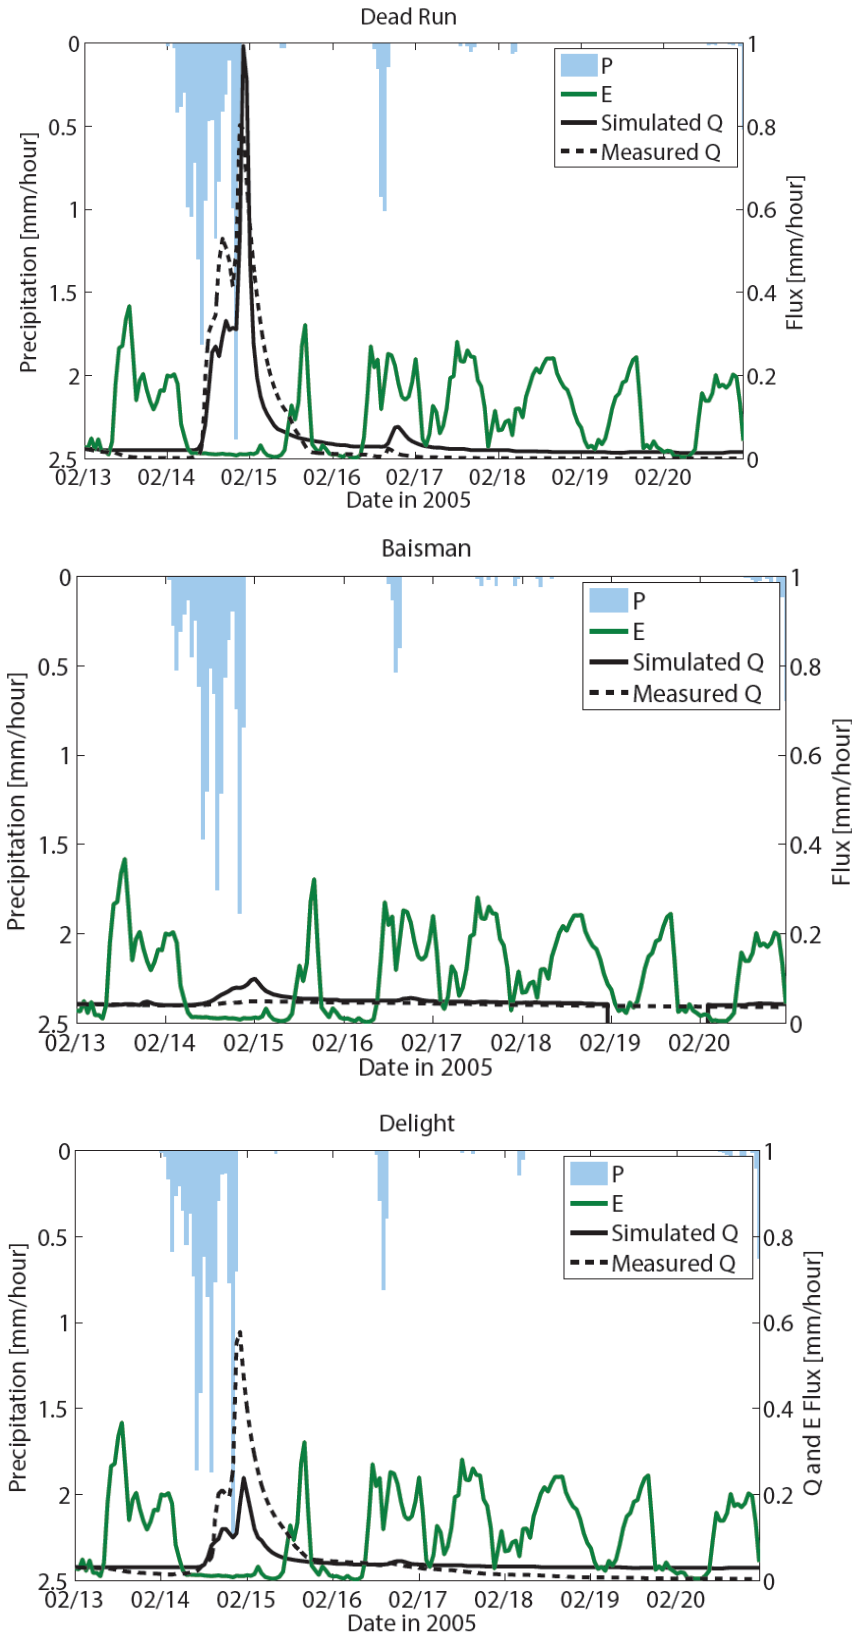 Dead Run
0
0.5
1
1.5
2
2.5
Precipitation [mm/hour]
P
E
Simulated Q
Measured Q
1
0.8
0.6
0.4
0.2
0
Flux [mm/hour]
02/13 02/14 02/15 02/16 02/17 02/18 02/19 02/20
Date in 2005
Baisman
0
0.5
1
1.5
2
2.5
Precipitation [mm/hour]
P
E
Simulated Q
Measured Q
1
0.8
0.6
0.4
0.2
0
Flux [mm/hour]
02/13 02/14 02/15 02/16 02/17 02/18 02/19 02/20
Date in 2005
Delight
0
0.5
1
1.5
2
2.5
Precipitation [mm/hour]
P
E
Simulated Q
Measured Q
1
0.8
0.6
0.4
0.2
0
Q and E Flux [mm/hour]
02/13 02/14 02/15 02/16 02/17 02/18 02/19 02/20
Date in 2005